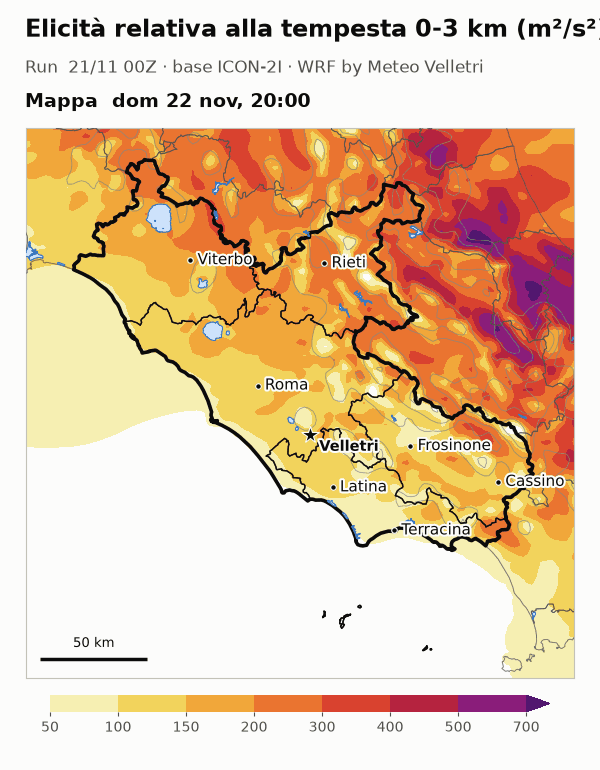 Elicità relativa alla tempesta 0-3 km (m²/s²)
Run 21/11 00Z · base ICON-2I · WRF by Meteo Velletri
Mappa dom 22 nov, 20:00
Viterbo
Rieti
Roma
Velletri
Frosinone
Cassino
Latina
Terracina
50 km
50 100 150 200 300 400 500 700